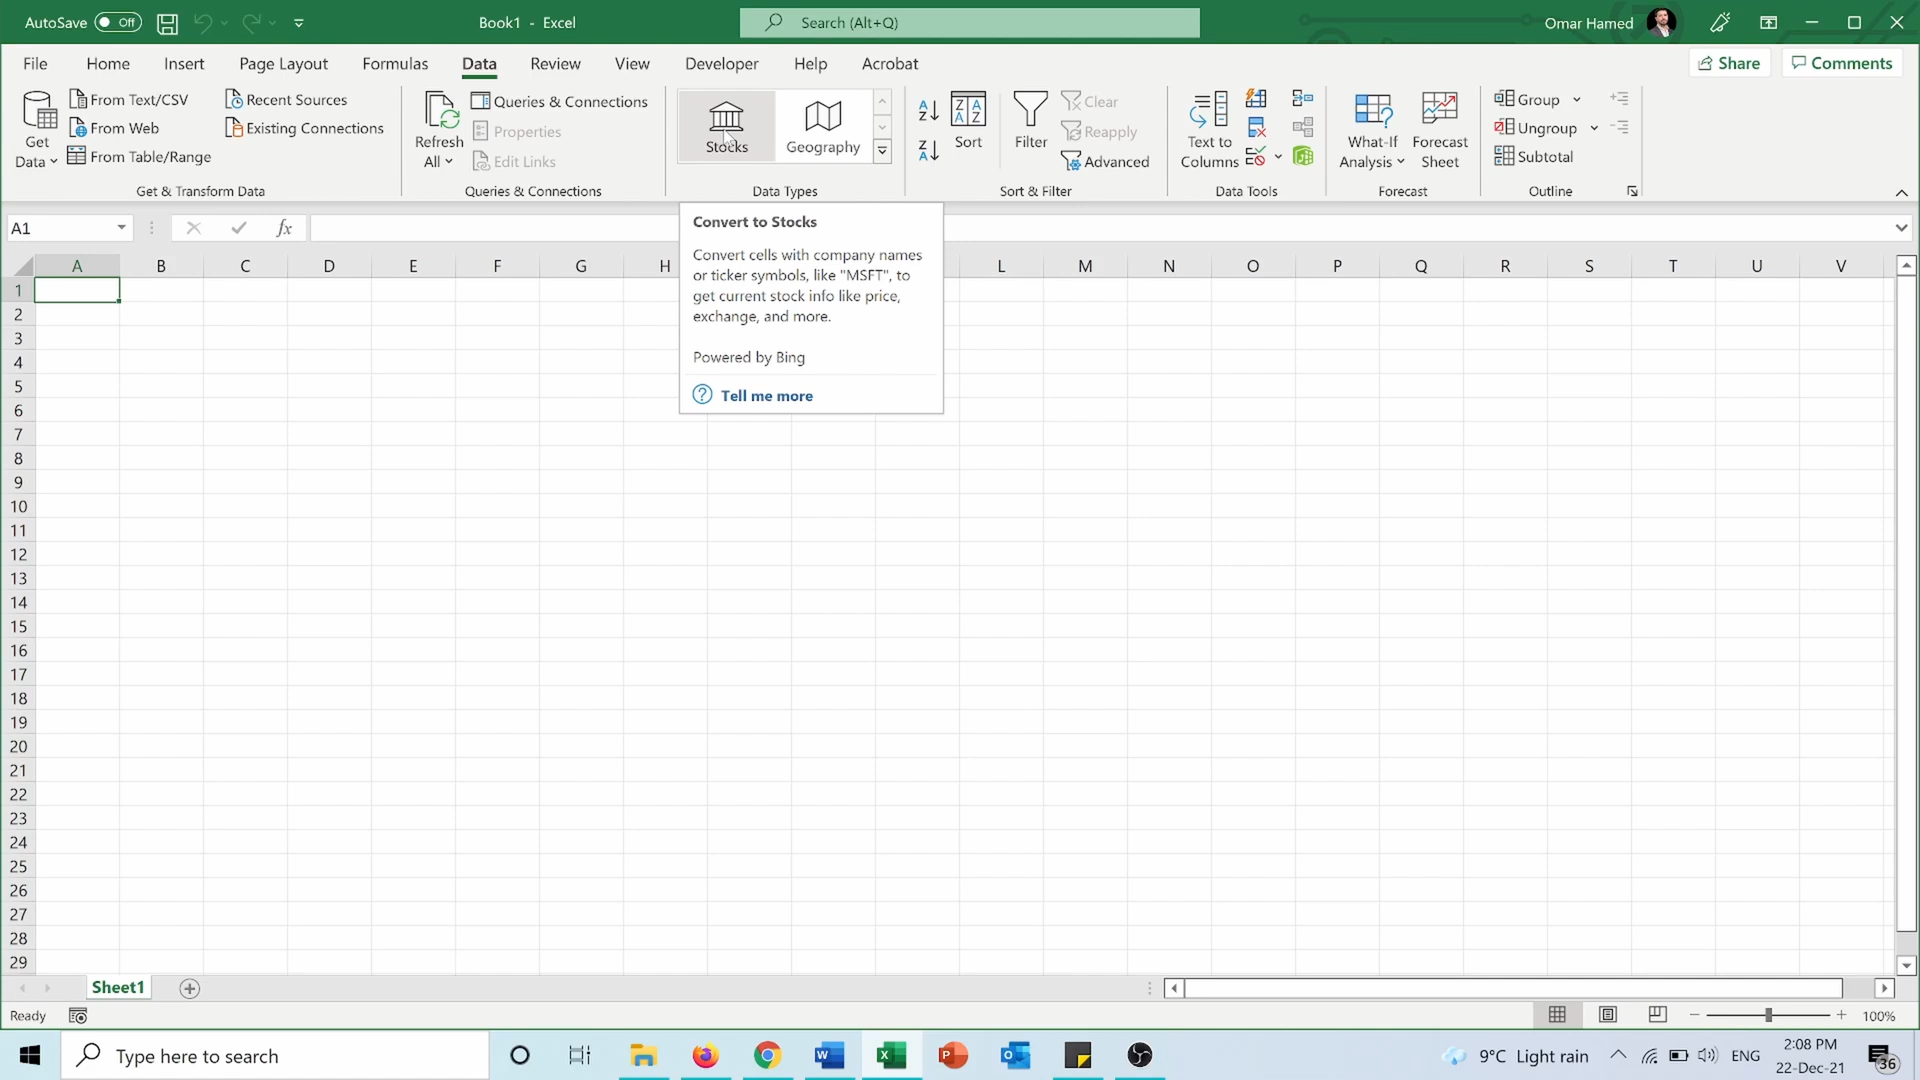 AutoSave Off Book1 - Excel Search (Alt+Q) Omar Hamed
File Home Insert Page Layout Formulas Data Review View Developer Help Acrobat Share Comments
Get Data
From Text/CSV
From Web
From Table/Range
Recent Sources
Existing Connections
Get & Transform Data
Refresh All
Queries & Connections
Properties
Edit Links
Queries & Connections
Stocks
Geography
Data Types
Sort
Filter
Clear
Reapply
Advanced
Sort & Filter
Text to Columns
Data Tools
What-If Analysis
Forecast Sheet
Forecast
Group
Ungroup
Subtotal
Outline
A1 fx
Convert to Stocks
Convert cells with company names
or ticker symbols, like "MSFT", to
get current stock info like price,
exchange, and more.
Powered by Bing
Tell me more
A B C D E F G H L M N O P Q R S T U V
1
2
3
4
5
6
7
8
9
10
11
12
13
14
15
16
17
18
19
20
21
22
23
24
25
26
27
28
29
Sheet1
Ready 100%
Type here to search 9°C Light rain ENG
2:08 PM
22-Dec-21
36